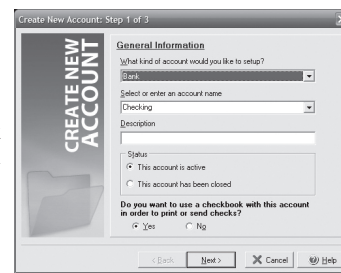 Create New Account: Step 1 of 3
CREATE NEW
ACCOUNT
General Information
What kind of account would you like to setup?
Bank
Select or enter an account name
Checking
Description
Status
This account is active
This account has been closed
Do you want to use a checkbook with this account
in order to print or send checks?
Yes No
< Back Next > Cancel Help